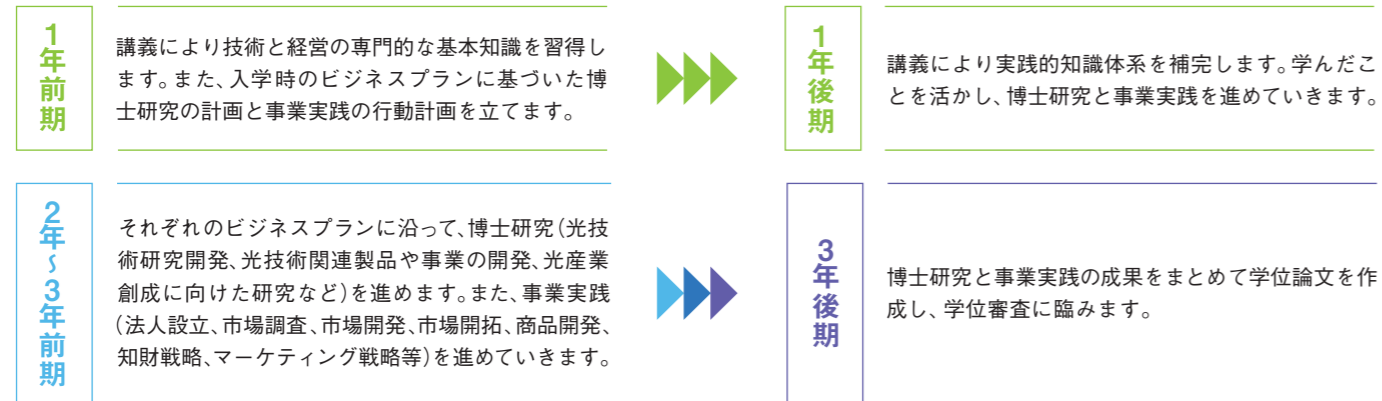 1年前期
講義により技術と経営の専門的な基本知識を習得し
ます。また、入学時のビジネスプランに基づいた博
士研究の計画と事業実践の行動計画を立てます。
1年後期
講義により実践的知識体系を補完します。学んだこ
とを活かし、博士研究と事業実践を進めていきます。
2年〜3年前期
それぞれのビジネスプランに沿って、博士研究(光技
術研究開発、光技術関連製品や事業の開発、光産業
創成に向けた研究など)を進めます。また、事業実践
(法人設立、市場調査、市場開発、市場開拓、商品開発、
知財戦略、マーケティング戦略等)を進めていきます。
3年後期
博士研究と事業実践の成果をまとめて学位論文を作
成し、学位審査に臨みます。